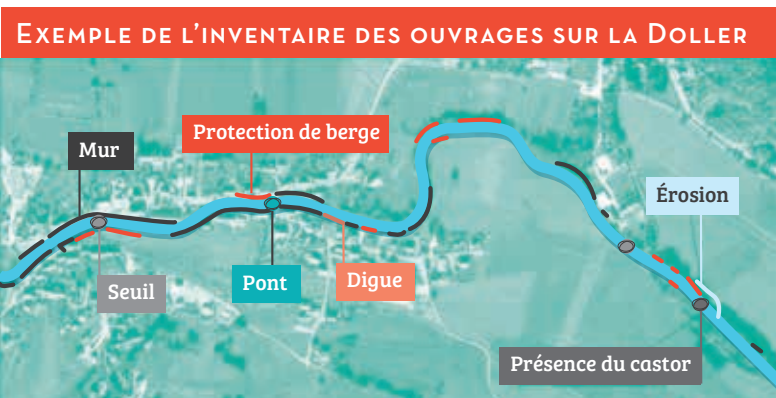 Exemple de l'inventaire des ouvrages sur la Doller
Protection de berge
Mur
Érosion
Seuil
Pont
Digue
Présence du castor